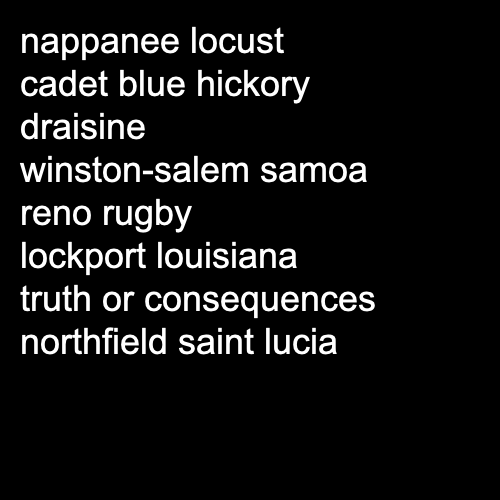 nappanee locust
cadet blue hickory
draisine
winston-salem samoa
reno rugby
lockport louisiana
truth or consequences
northfield saint lucia